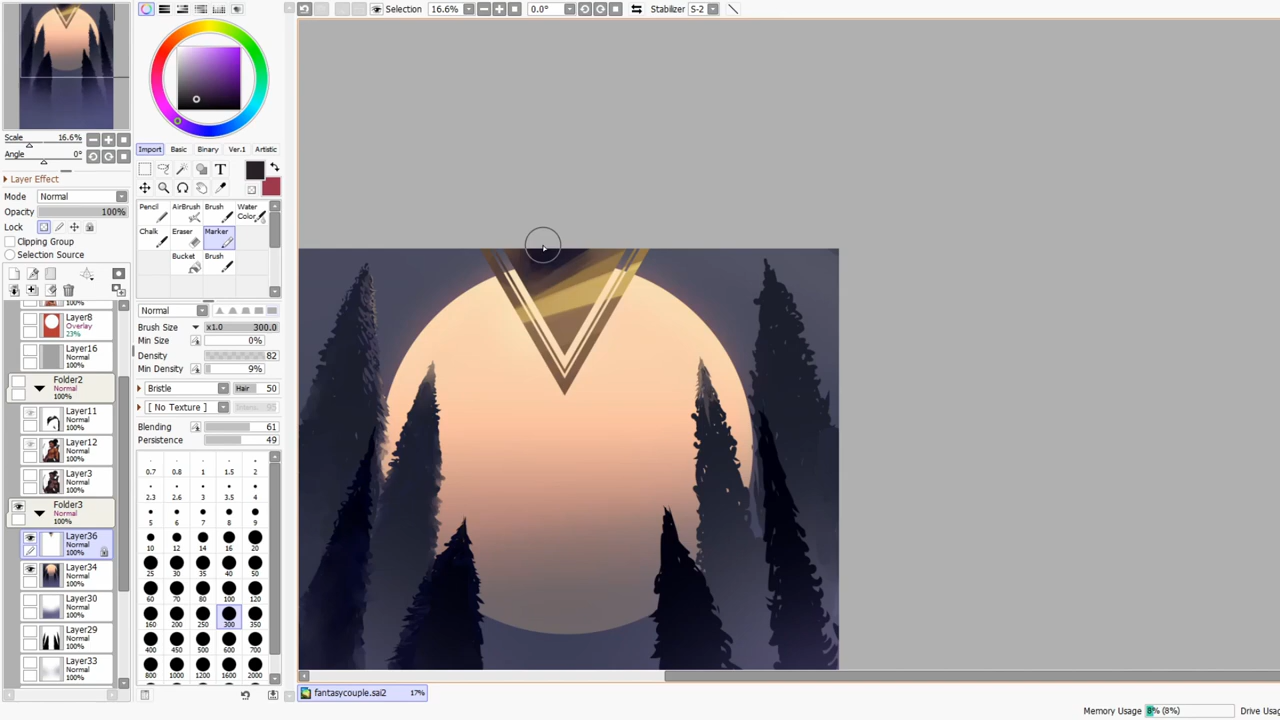 Selection 16.6% 0.0° Stabilizer S-2
Scale 16.6%
Angle 0°
Layer Effect
Mode Normal
Opacity 100%
Lock
Clipping Group
Selection Source
100%
Layer8
Overlay
23%
Layer16
Normal
100%
Folder2
Normal
100%
Layer11
Normal
100%
Layer12
Normal
100%
Layer3
Normal
100%
Folder3
Normal
100%
Layer36
Normal
100%
Layer34
Normal
100%
Layer30
Normal
100%
Layer29
Normal
100%
Layer33
Normal
100%
Import Basic Binary Ver.1 Artistic
T
Pencil AirBrush Brush Water Color
Chalk Eraser Marker
Bucket Brush
Normal
Brush Size x1.0 300.0
Min Size 0%
Density 82
Min Density 9%
Bristle Hair 50
[ No Texture ]
Blending 61
Persistence 49
0.7 0.8 1 1.5 2
2.3 2.6 3 3.5 4
5 6 7 8 9
10 12 14 16 20
25 30 35 40 50
60 70 80 100 120
160 200 250 300 350
400 450 500 600 700
800 1000 1200 1600 2000
fantasycouple.sai2 17%
Memory Usage 8% (8%) Drive Usag